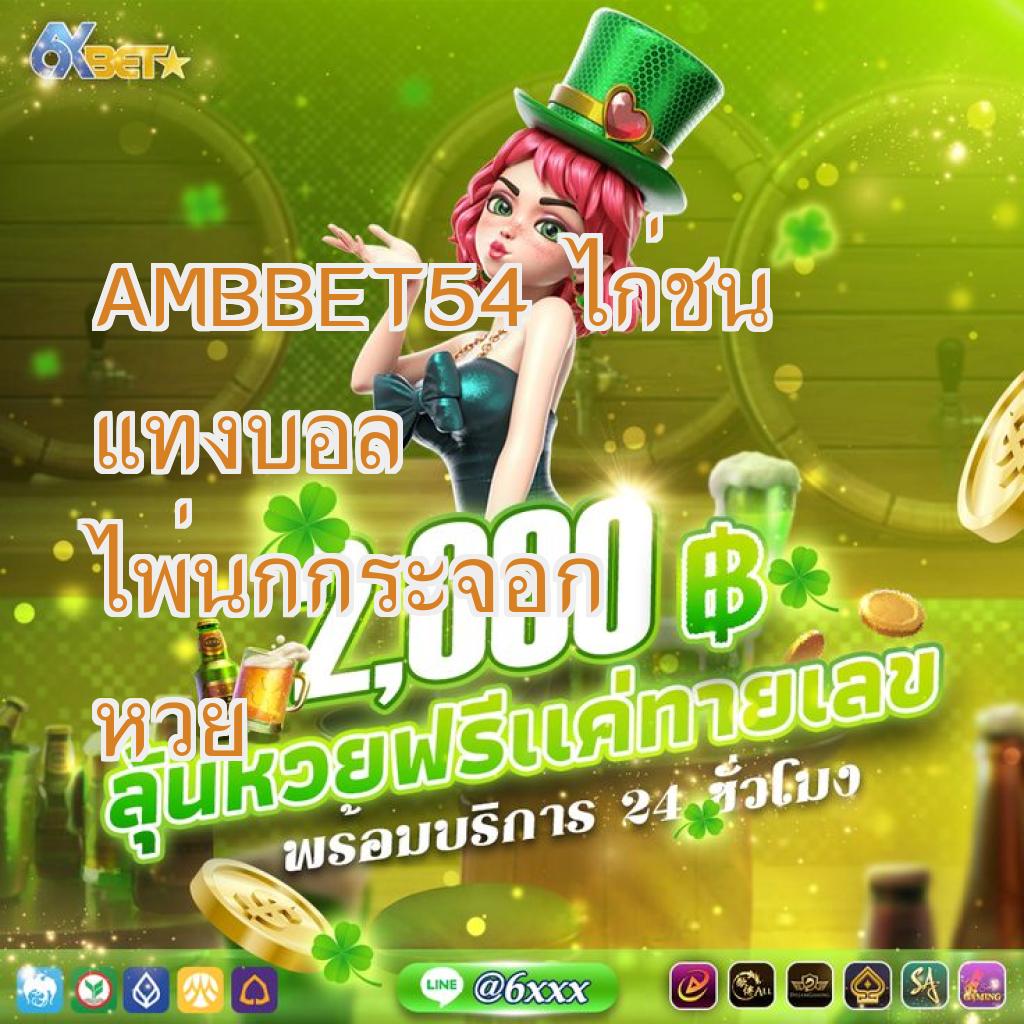 6XBET
AMBBET54 ไก่ชน
แทงบอล
ไพ่นกกระจอก
หวย
฿
ลุ้นหวยฟรีแค่ทายเลข
พร้อมบริการ 24 ชั่วโมง
LINE @6xxx
SA
GAMING